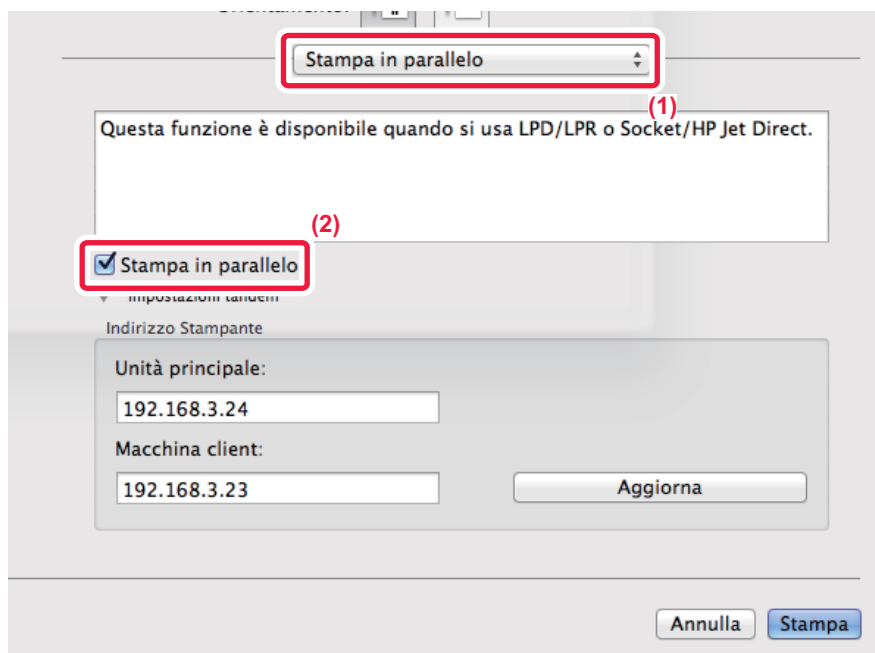 Orientamento:
Stampa in parallelo
(1)
Questa funzione è disponibile quando si usa LPD/LPR o Socket/HP Jet Direct.
(2)
Stampa in parallelo
Impostazioni tandem
Indirizzo Stampante
Unità principale:
192.168.3.24
Macchina client:
192.168.3.23
Aggiorna
Annulla
Stampa